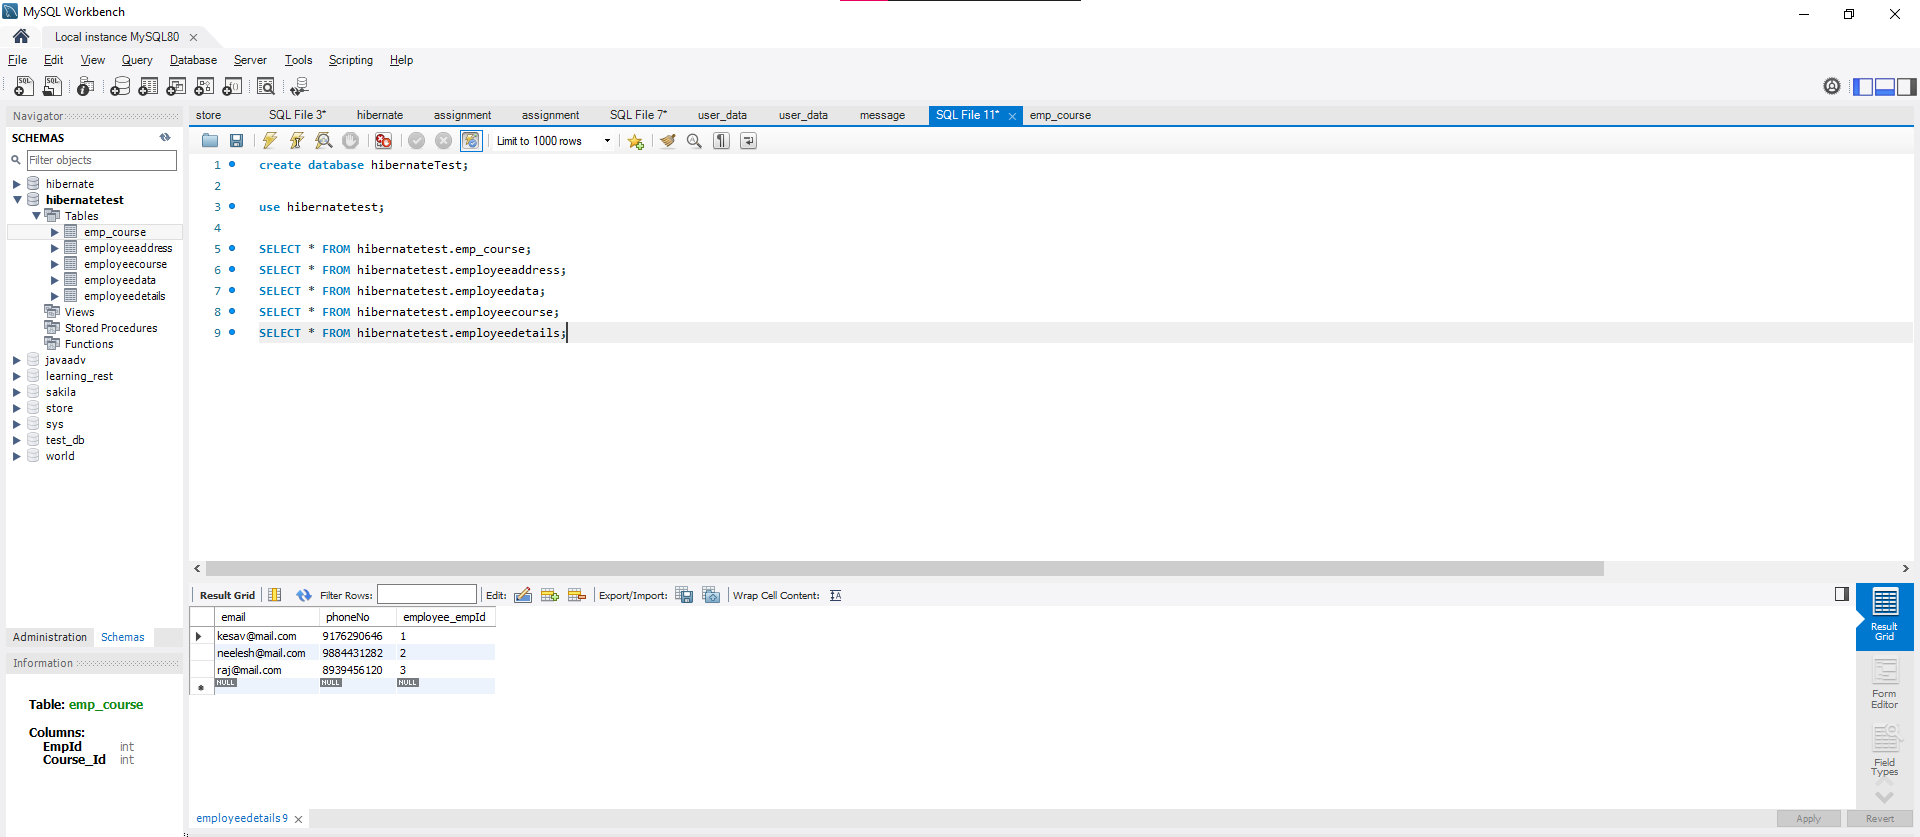 MySQL Workbench
Local instance MySQL80
File Edit View Query Database Server Tools Scripting Help
Navigator
SCHEMAS
Filter objects
hibernate
hibernatetest
Tables
emp_course
employeeaddress
employeecourse
employeedata
employeedetails
Views
Stored Procedures
Functions
javaadv
learning_rest
sakila
store
sys
test_db
world
Administration Schemas
Information
Table: emp_course
Columns:
EmpId int
Course_Id int
store SQL File 3* hibernate assignment assignment SQL File 7* user_data user_data message SQL File 11* emp_course
Limit to 1000 rows
1 create database hibernateTest;
2
3 use hibernatetest;
4
5 SELECT * FROM hibernatetest.emp_course;
6 SELECT * FROM hibernatetest.employeeaddress;
7 SELECT * FROM hibernatetest.employeedata;
8 SELECT * FROM hibernatetest.employeecourse;
9 SELECT * FROM hibernatetest.employeedetails;
Result Grid Filter Rows: Edit: Export/Import: Wrap Cell Content:
email phoneNo employee_empId
kesav@mail.com 9176290646 1
neelesh@mail.com 9884431282 2
raj@mail.com 8939456120 3
NULL NULL NULL
Result
Grid
Form
Editor
Field
Types
employeedetails 9
Apply Revert